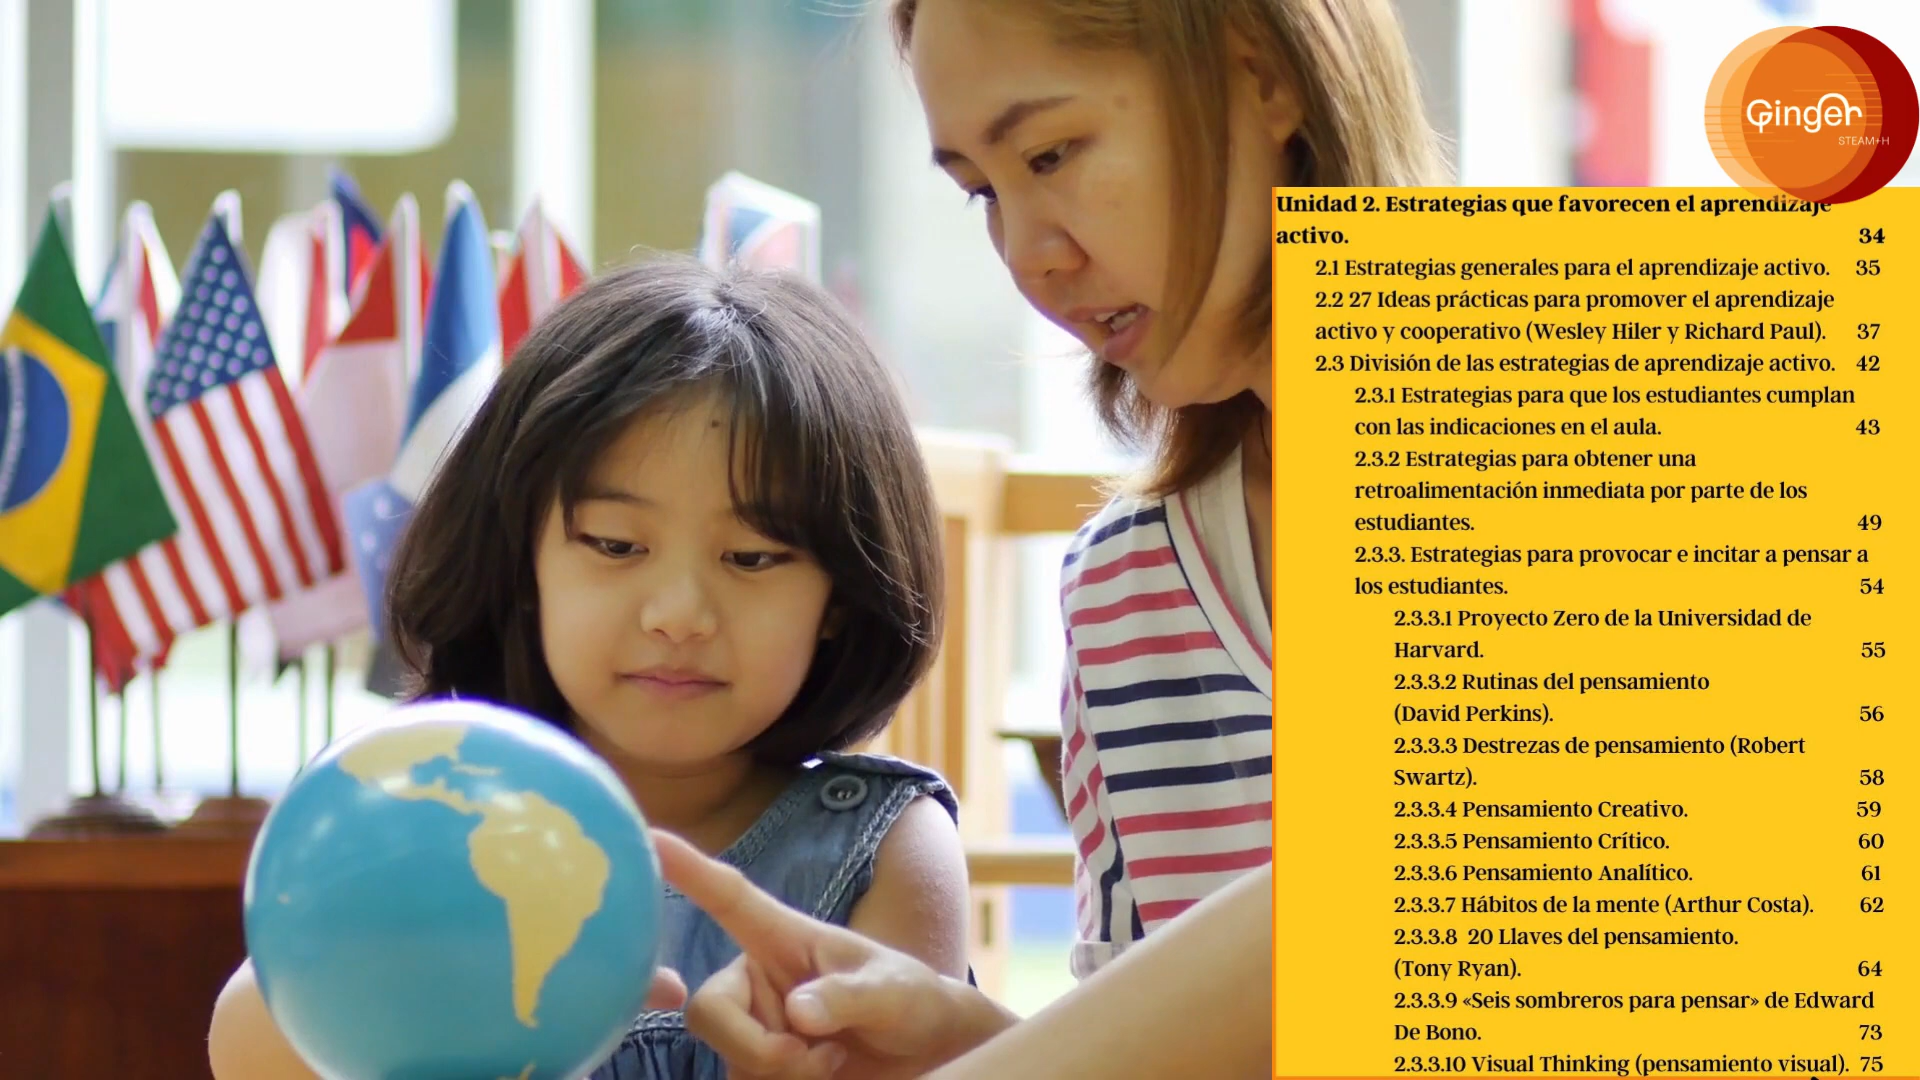 Ginger
STEAM+H
Unidad 2. Estrategias que favorecen el aprendizaje
activo. 34
2.1 Estrategias generales para el aprendizaje activo. 35
2.2 27 Ideas prácticas para promover el aprendizaje
activo y cooperativo (Wesley Hiler y Richard Paul). 37
2.3 División de las estrategias de aprendizaje activo. 42
2.3.1 Estrategias para que los estudiantes cumplan
con las indicaciones en el aula. 43
2.3.2 Estrategias para obtener una
retroalimentación inmediata por parte de los
estudiantes. 49
2.3.3. Estrategias para provocar e incitar a pensar a
los estudiantes. 54
2.3.3.1 Proyecto Zero de la Universidad de
Harvard. 55
2.3.3.2 Rutinas del pensamiento
(David Perkins). 56
2.3.3.3 Destrezas de pensamiento (Robert
Swartz). 58
2.3.3.4 Pensamiento Creativo. 59
2.3.3.5 Pensamiento Crítico. 60
2.3.3.6 Pensamiento Analítico. 61
2.3.3.7 Hábitos de la mente (Arthur Costa). 62
2.3.3.8 20 Llaves del pensamiento.
(Tony Ryan). 64
2.3.3.9 «Seis sombreros para pensar» de Edward
De Bono. 73
2.3.3.10 Visual Thinking (pensamiento visual). 75